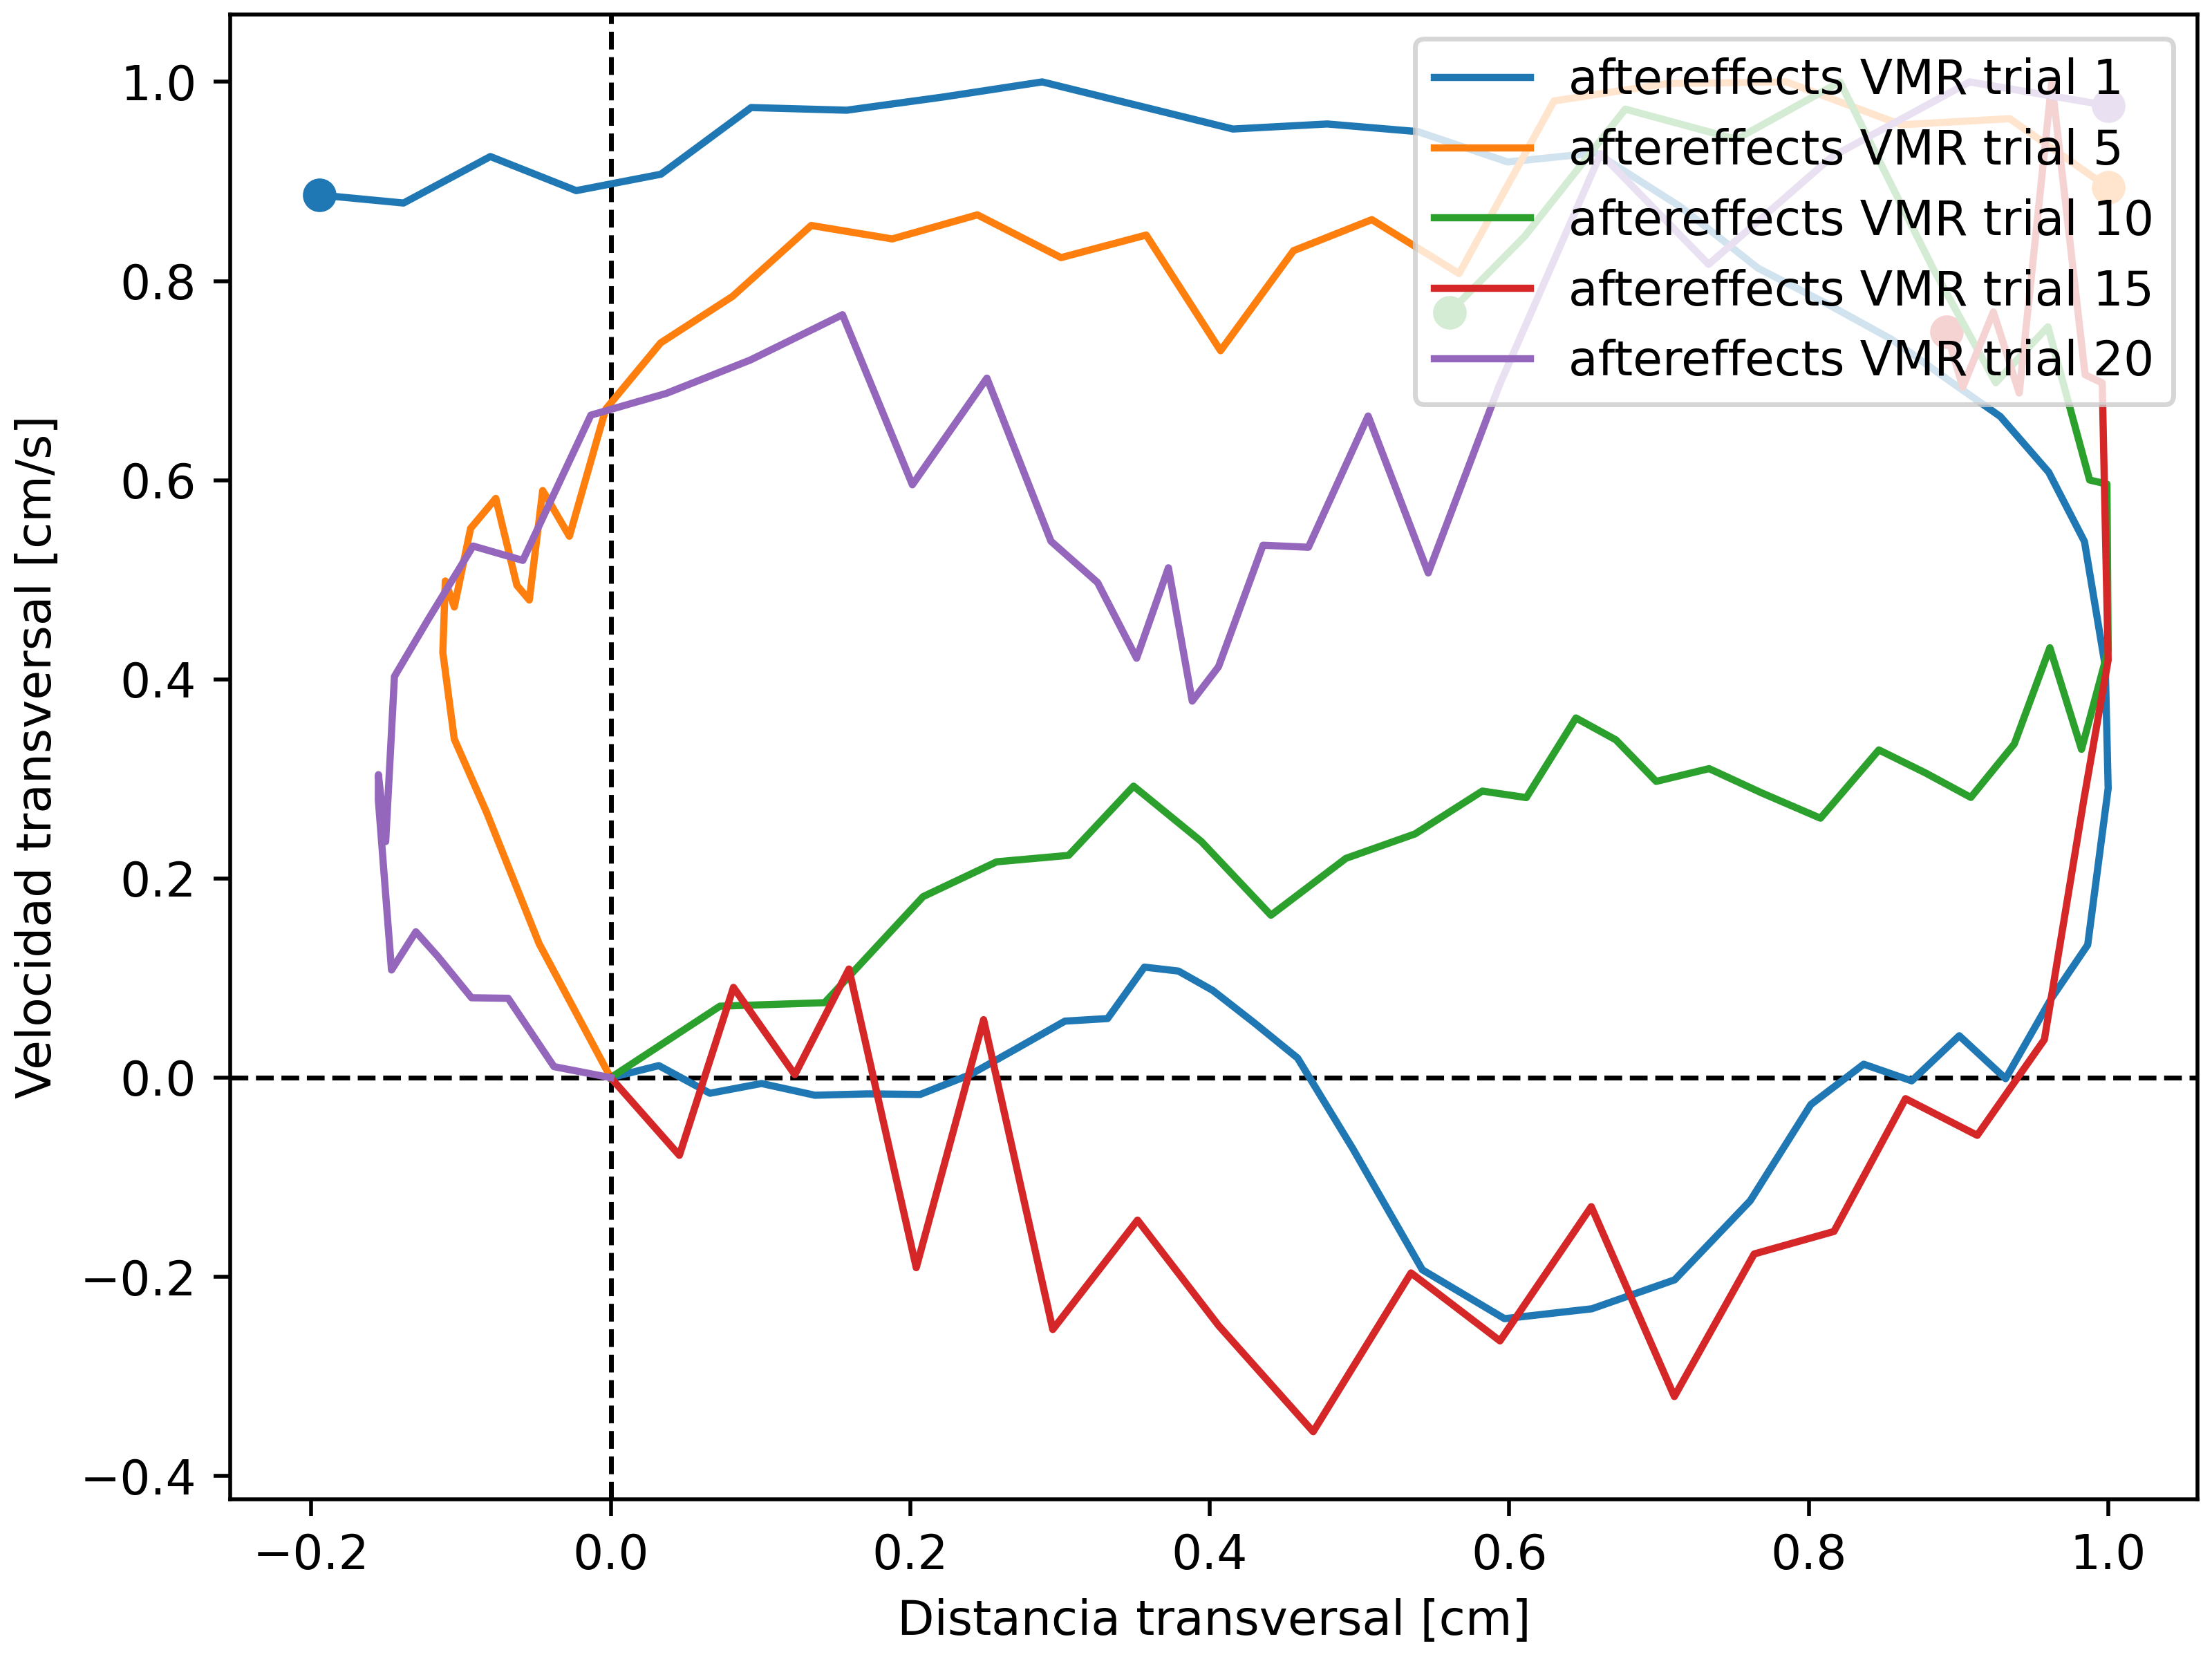 aftereffects VMR trial 1
aftereffects VMR trial 5
aftereffects VMR trial 10
aftereffects VMR trial 15
aftereffects VMR trial 20
1.0
0.8
0.6
0.4
0.2
0.0
−0.2
−0.4
Velocidad transversal [cm/s]
−0.2 0.0 0.2 0.4 0.6 0.8 1.0
Distancia transversal [cm]